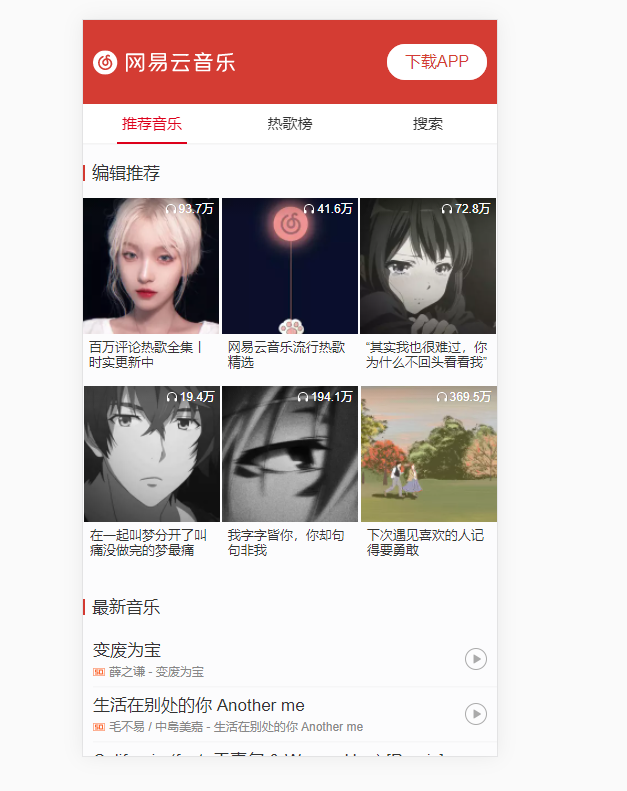 网易云音乐
下载APP
推荐音乐
热歌榜
搜索
编辑推荐
93.7万
41.6万
72.8万
百万评论热歌全集丨
时实更新中
网易云音乐流行热歌
精选
“其实我也很难过，你
为什么不回头看看我”
19.4万
194.1万
369.5万
在一起叫梦分开了叫
痛没做完的梦最痛
我字字皆你，你却句
句非我
下次遇见喜欢的人记
得要勇敢
最新音乐
变废为宝
SQ 薛之谦 - 变废为宝
生活在别处的你 Another me
SQ 毛不易 / 中島美嘉 - 生活在别处的你 Another me